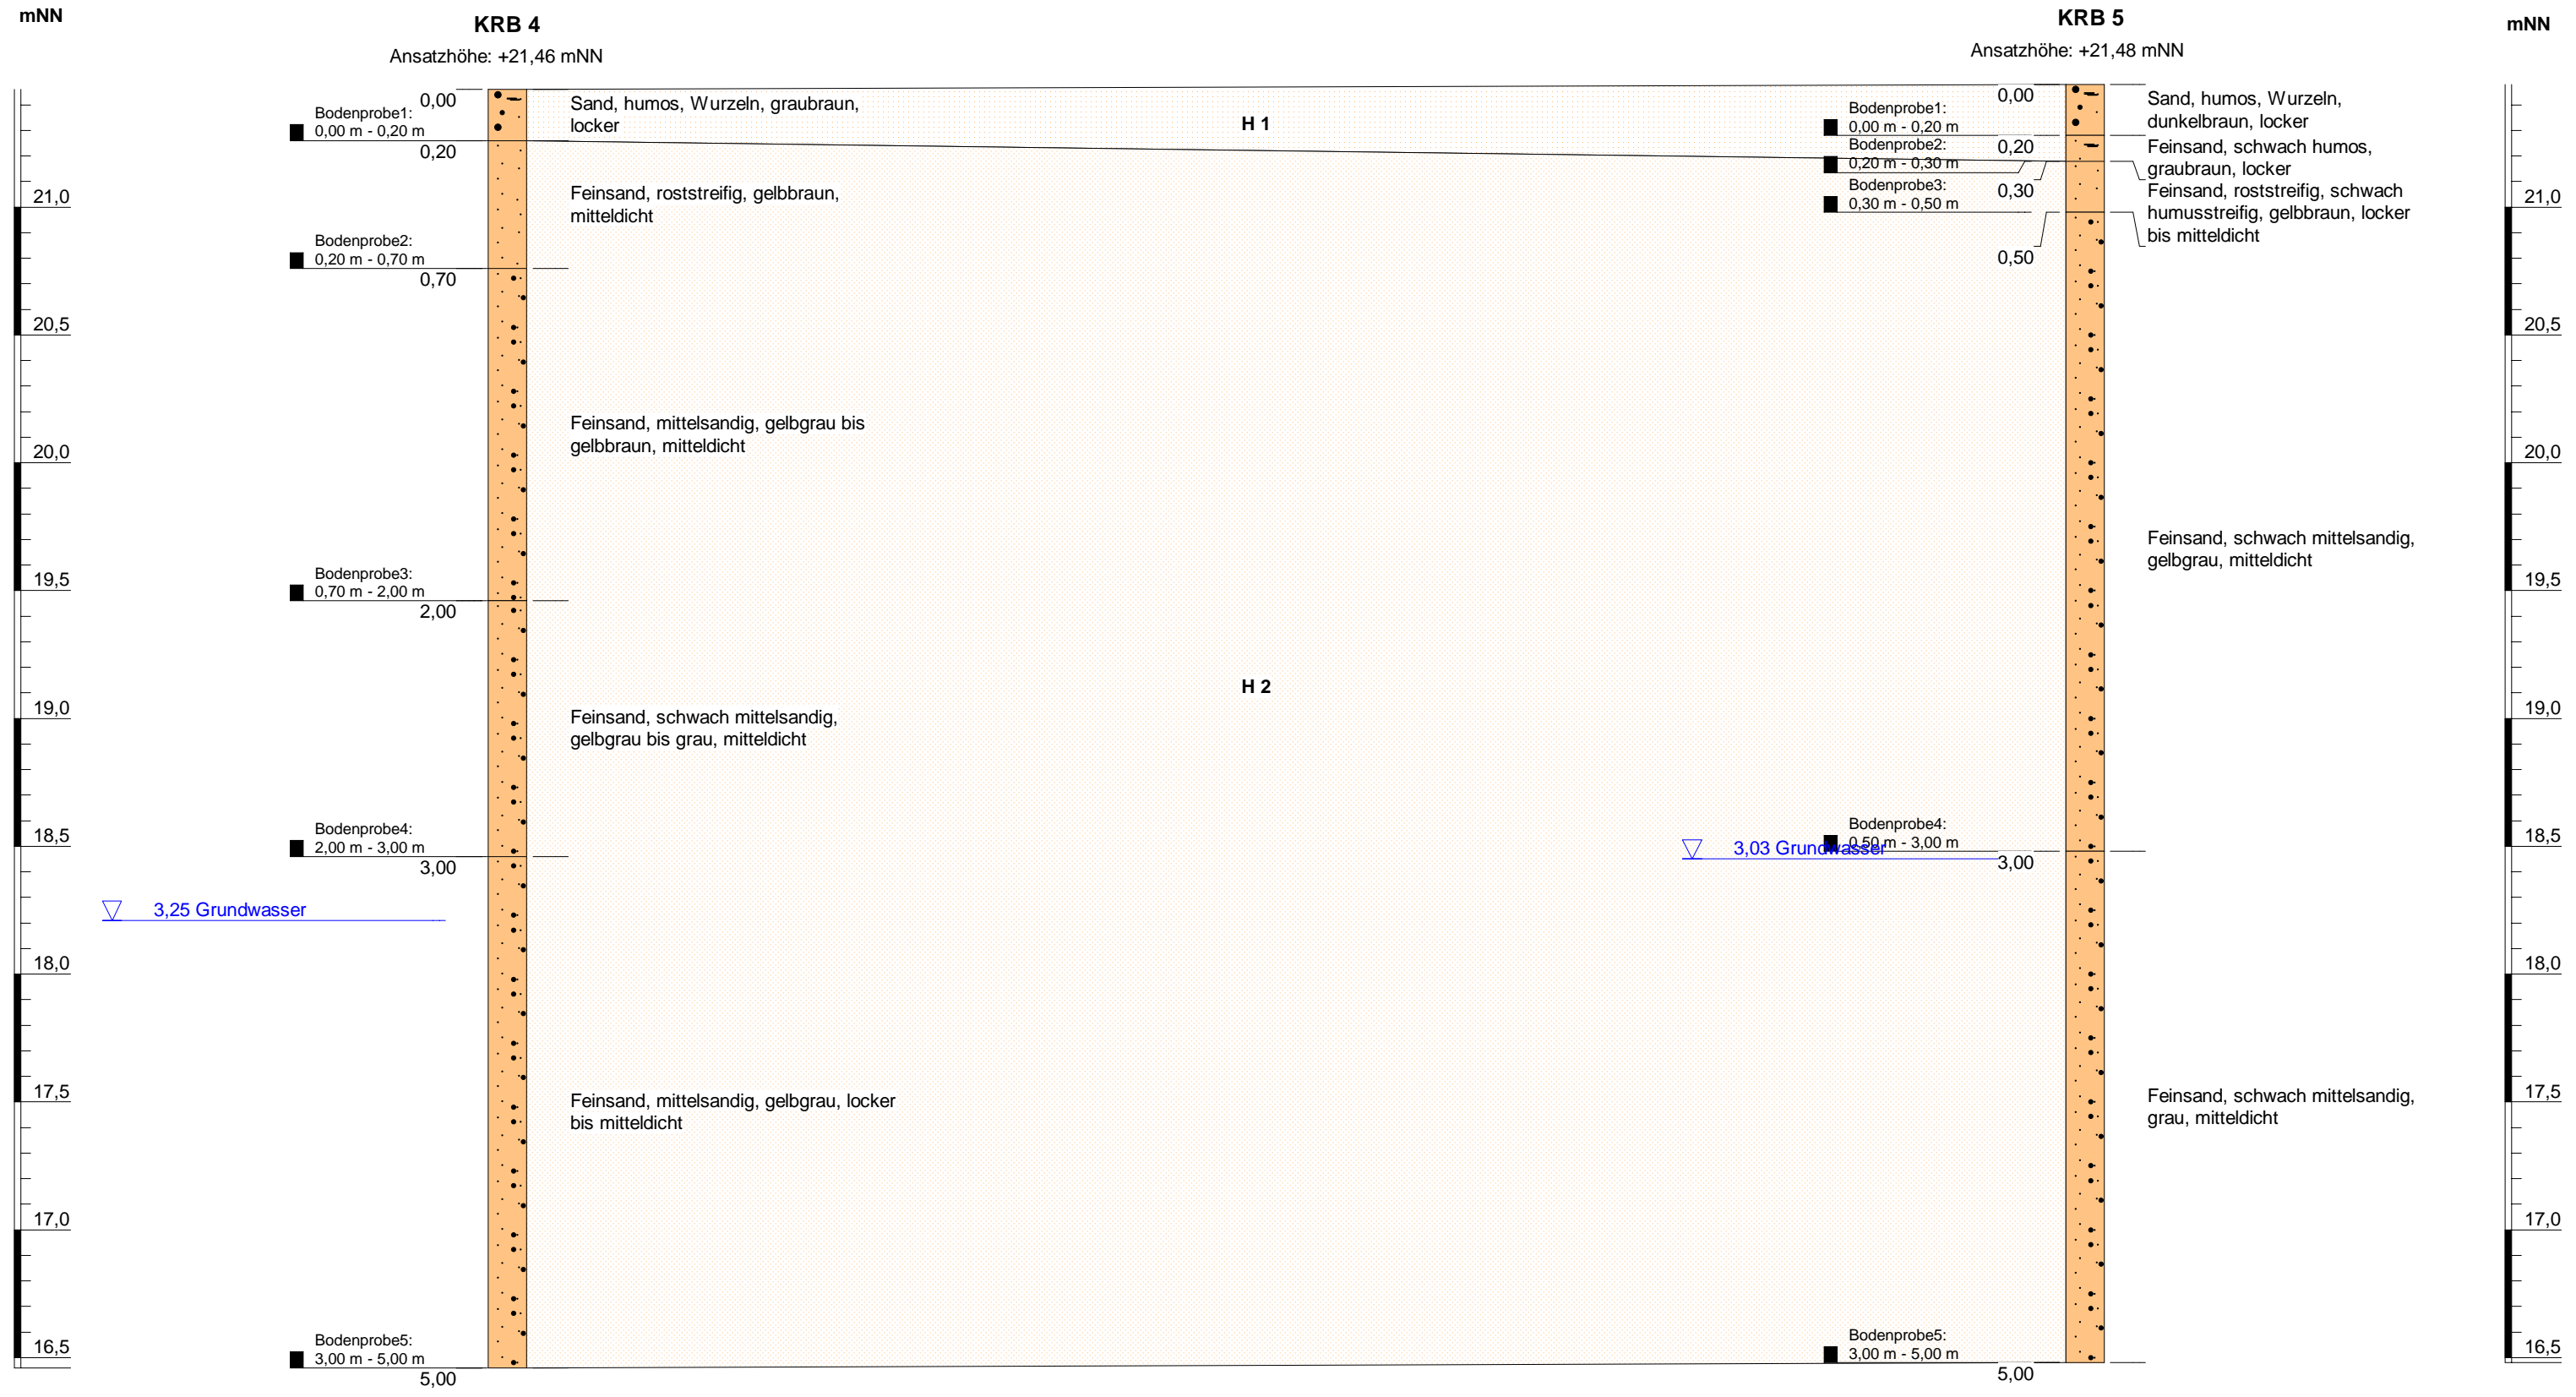 mNN
KRB 4
Ansatzhöhe: +21,46 mNN
KRB 5
Ansatzhöhe: +21,48 mNN
mNN
21,0
20,5
20,0
19,5
19,0
18,5
18,0
17,5
17,0
16,5
Bodenprobe1:
0,00 m - 0,20 m
Bodenprobe2:
0,20 m - 0,70 m
Bodenprobe3:
0,70 m - 2,00 m
Bodenprobe4:
2,00 m - 3,00 m
3,25 Grundwasser
Bodenprobe5:
3,00 m - 5,00 m
0,00
0,20
0,70
2,00
3,00
5,00
Sand, humos, Wurzeln, graubraun,
locker
Feinsand, roststreifig, gelbbraun,
mitteldicht
Feinsand, mittelsandig, gelbgrau bis
gelbbraun, mitteldicht
Feinsand, schwach mittelsandig,
gelbgrau bis grau, mitteldicht
Feinsand, mittelsandig, gelbgrau, locker
bis mitteldicht
H 1
H 2
Bodenprobe1:
0,00 m - 0,20 m
Bodenprobe2:
0,20 m - 0,30 m
Bodenprobe3:
0,30 m - 0,50 m
Bodenprobe4:
0,50 m - 3,00 m
3,03 Grundwasser
Bodenprobe5:
3,00 m - 5,00 m
0,00
0,20
0,30
0,50
3,00
5,00
Sand, humos, Wurzeln,
dunkelbraun, locker
Feinsand, schwach humos,
graubraun, locker
Feinsand, roststreifig, schwach
humusstreifig, gelbbraun, locker
bis mitteldicht
Feinsand, schwach mittelsandig,
gelbgrau, mitteldicht
Feinsand, schwach mittelsandig,
grau, mitteldicht
21,0
20,5
20,0
19,5
19,0
18,5
18,0
17,5
17,0
16,5